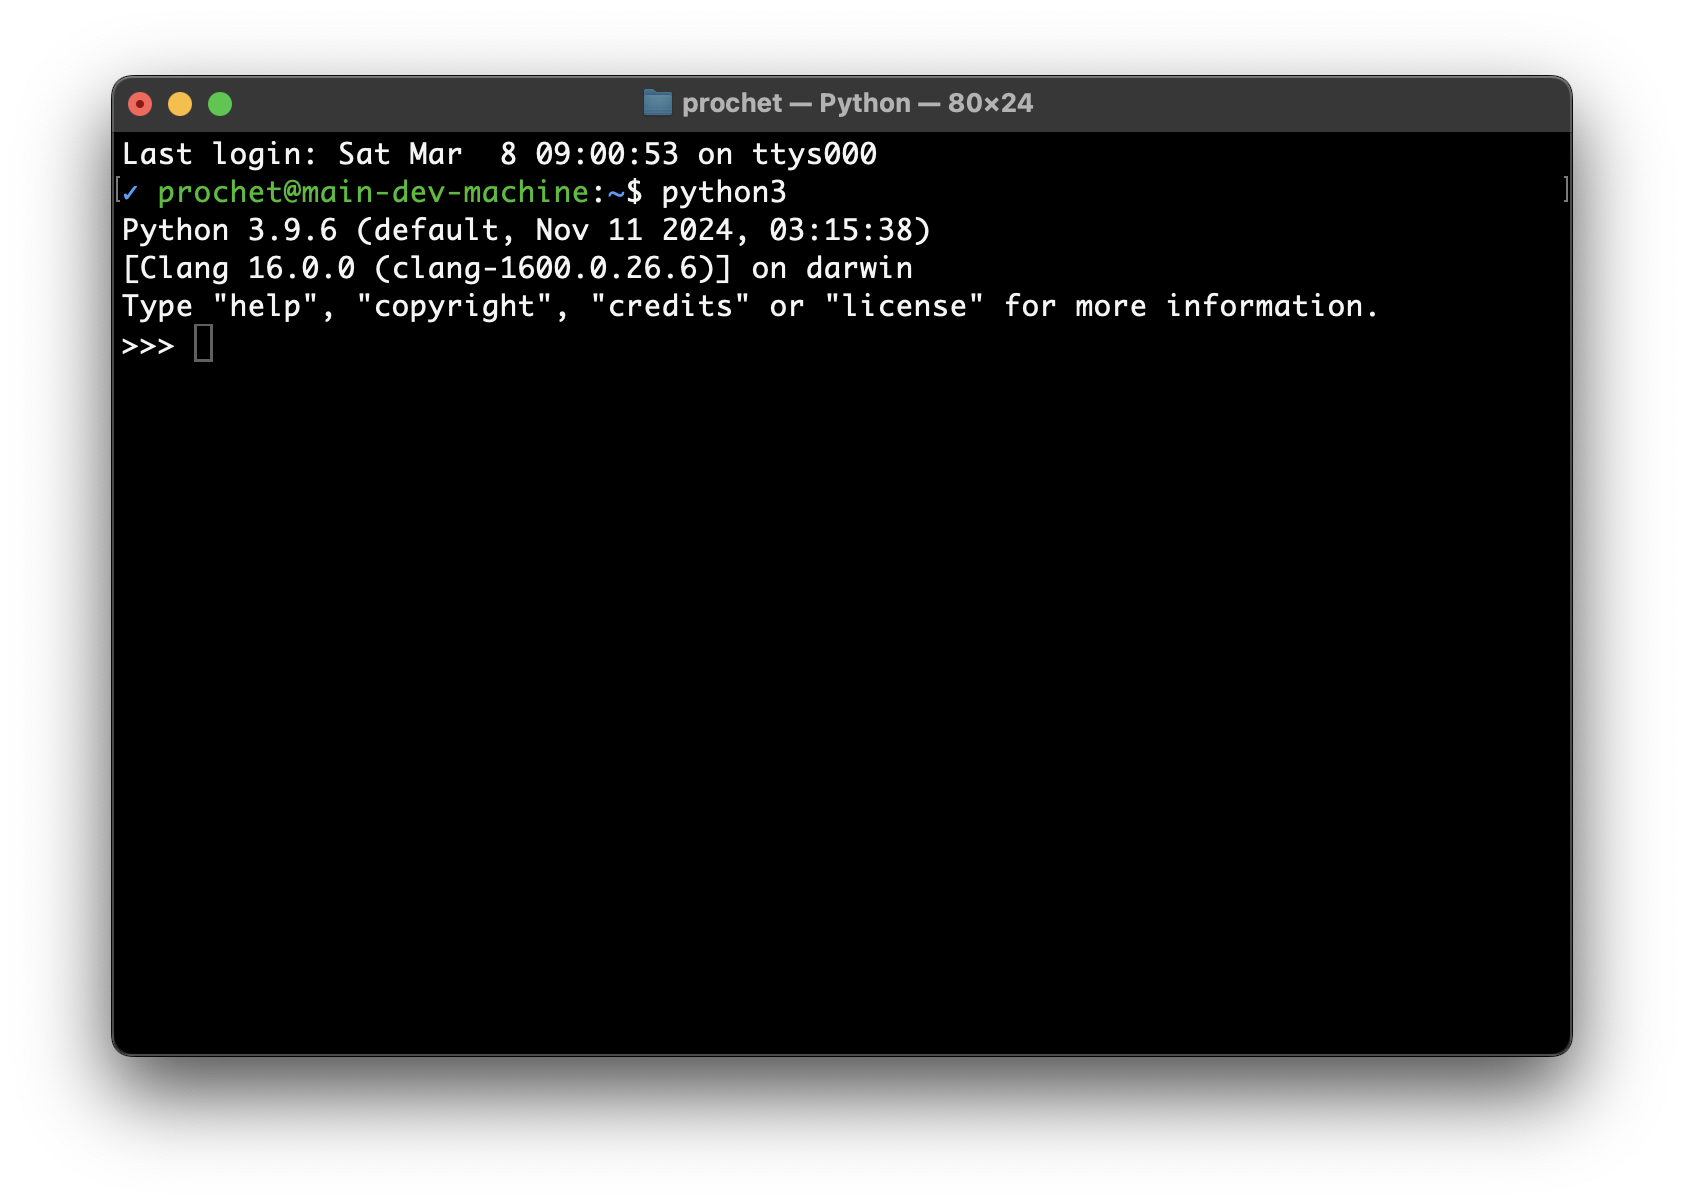 prochet — Python — 80×24
Last login: Sat Mar  8 09:00:53 on ttys000
[✓ prochet@main-dev-machine:~$ python3 ]
Python 3.9.6 (default, Nov 11 2024, 03:15:38)
[Clang 16.0.0 (clang-1600.0.26.6)] on darwin
Type "help", "copyright", "credits" or "license" for more information.
>>>